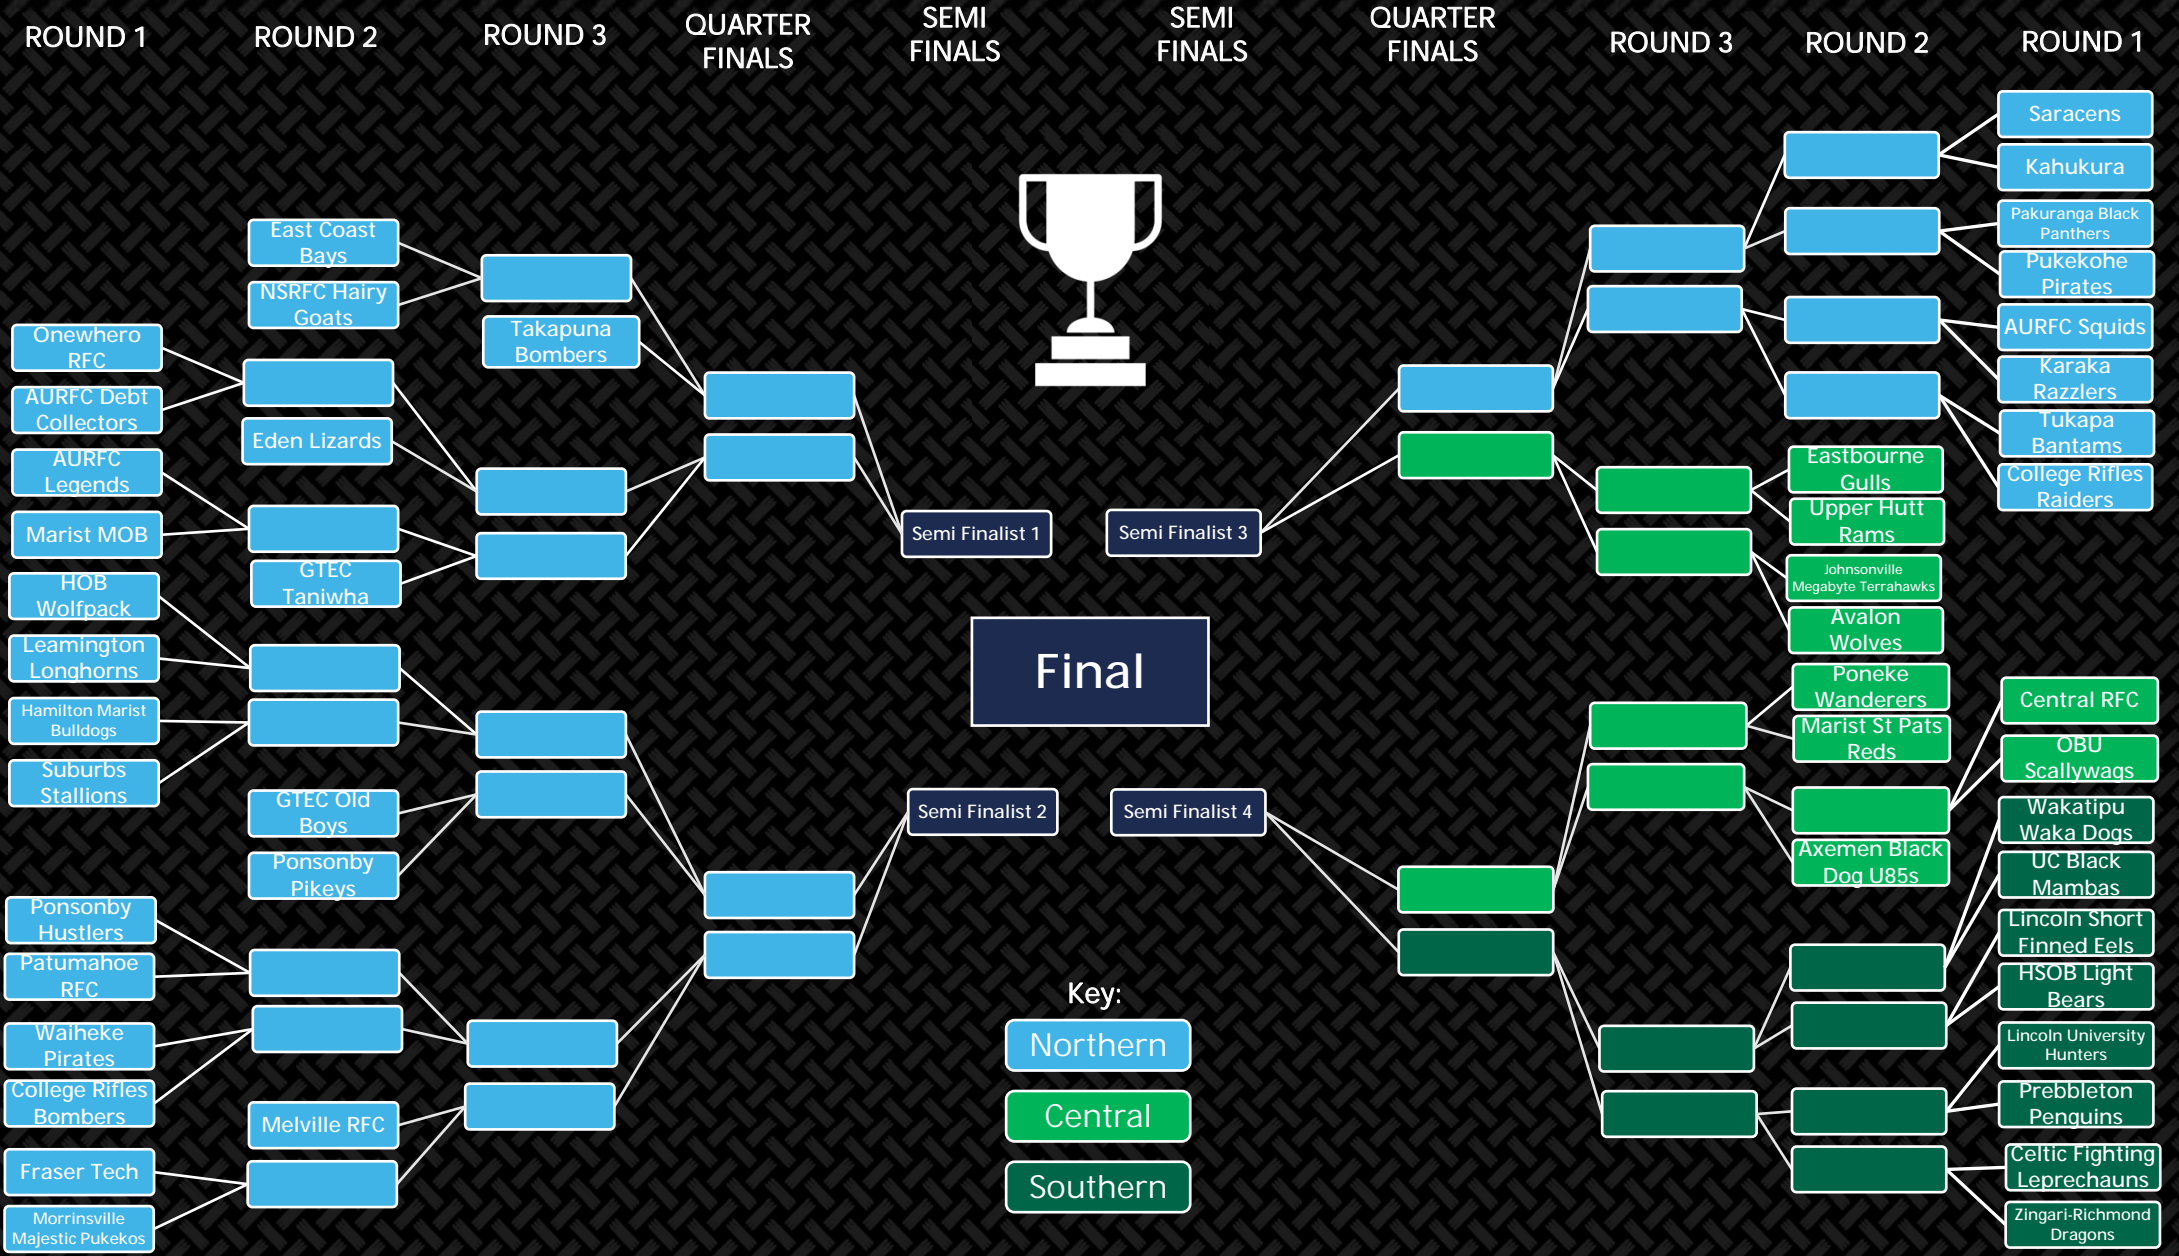 ROUND 1
ROUND 2
ROUND 3
QUARTER
FINALS
SEMI
FINALS
SEMI
FINALS
QUARTER
FINALS
ROUND 3
ROUND 2
ROUND 1
Onewhero
RFC
AURFC Debt
Collectors
AURFC
Legends
Marist MOB
HOB
Wolfpack
Leamington
Longhorns
Hamilton Marist
Bulldogs
Suburbs
Stallions
Ponsonby
Hustlers
Patumahoe
RFC
Waiheke
Pirates
College Rifles
Bombers
Fraser Tech
Morrinsville
Majestic Pukekos
East Coast
Bays
NSRFC Hairy
Goats
Eden Lizards
GTEC
Taniwha
GTEC Old
Boys
Ponsonby
Pikeys
Melville RFC
Takapuna
Bombers
Semi Finalist 1
Semi Finalist 2
Semi Finalist 3
Semi Finalist 4
Final
Key:
Northern
Central
Southern
Eastbourne
Gulls
Upper Hutt
Rams
Johnsonville
Megabyte Terrahawks
Avalon
Wolves
Poneke
Wanderers
Marist St Pats
Reds
Axemen Black
Dog U85s
Saracens
Kahukura
Pakuranga Black
Panthers
Pukekohe
Pirates
AURFC Squids
Karaka
Razzlers
Tukapa
Bantams
College Rifles
Raiders
Central RFC
OBU
Scallywags
Wakatipu
Waka Dogs
UC Black
Mambas
Lincoln Short
Finned Eels
HSOB Light
Bears
Lincoln University
Hunters
Prebbleton
Penguins
Celtic Fighting
Leprechauns
Zingari-Richmond
Dragons